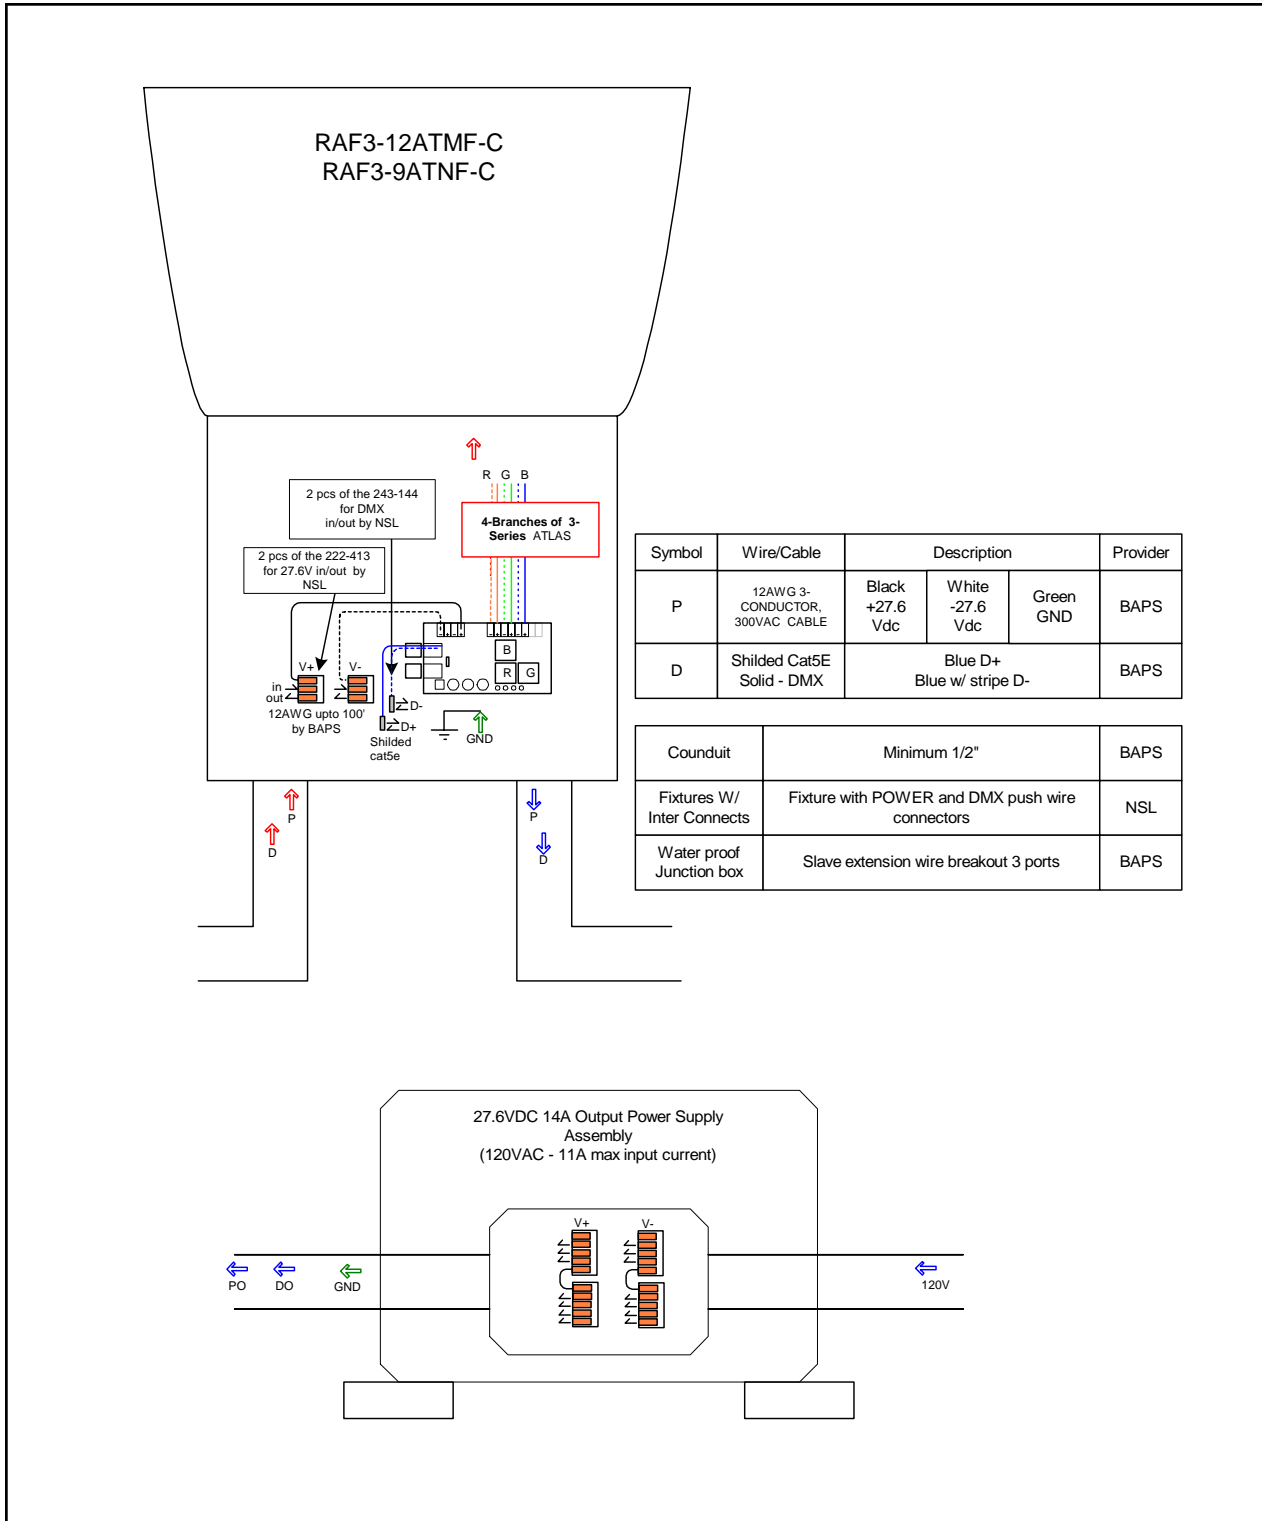 RAF3-12ATMF-C
RAF3-9ATNF-C
R G B
2 pcs of the 243-144
for DMX
in/out by NSL
4-Branches of 3-
Series ATLAS
2 pcs of the 222-413
for 27.6V in/out by
NSL
B
R G
V+ V-
in
out
12AWG upto 100'
by BAPS
D-
D+
Shilded
cat5e
GND
P
D
P
D
Symbol Wire/Cable Description Provider
P
12AWG 3-
CONDUCTOR,
300VAC CABLE
Black
+27.6
Vdc
White
-27.6
Vdc
Green
GND
BAPS
D
Shilded Cat5E
Solid - DMX
Blue D+
Blue w/ stripe D-
BAPS
Counduit Minimum 1/2" BAPS
Fixtures W/
Inter Connects
Fixture with POWER and DMX push wire
connectors
NSL
Water proof
Junction box
Slave extension wire breakout 3 ports
BAPS
27.6VDC 14A Output Power Supply
Assembly
(120VAC - 11A max input current)
V+ V-
PO DO GND
120V